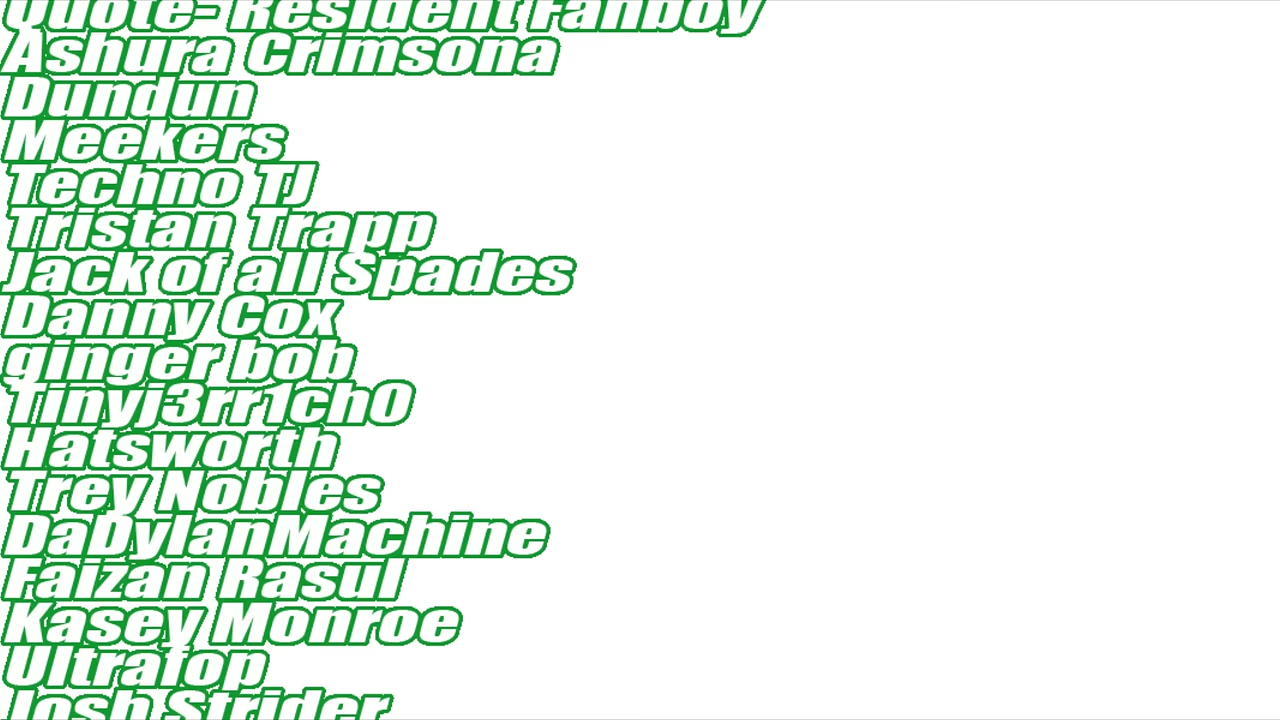 Quote- Resident Fanboy
Ashura Crimsona
Dundun
Meekers
Techno TJ
Tristan Trapp
Jack of all Spades
Danny Cox
ginger bob
Tinyj3rr1ch0
Hatsworth
Trey Nobles
DaDylanMachine
Faizan Rasul
Kasey Monroe
Ultrafop
Josh Strider